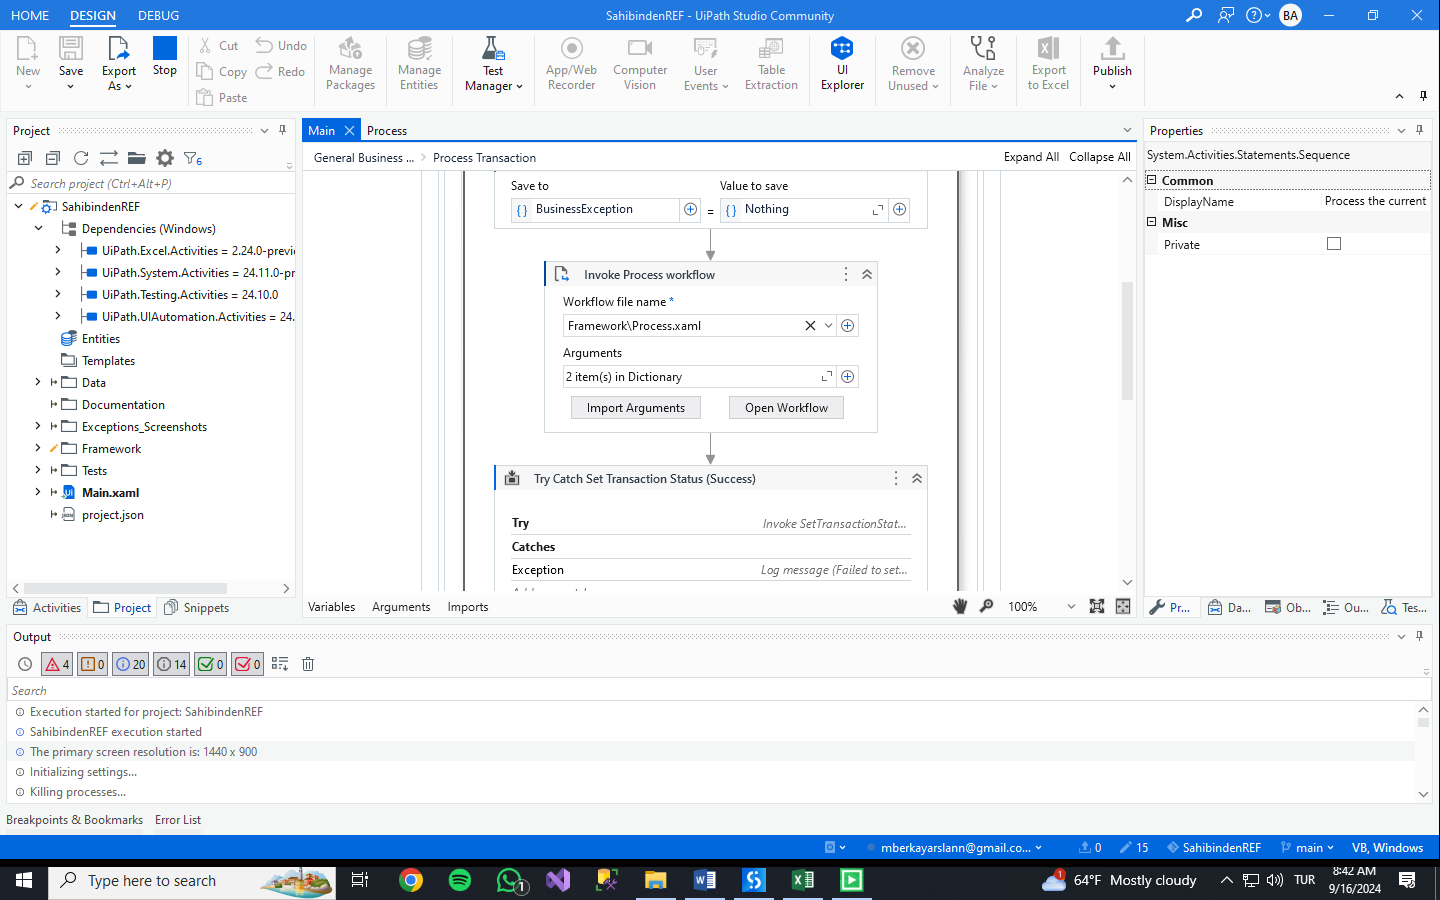 HOME DESIGN DEBUG
SahibindenREF - UiPath Studio Community
BA
New
Save
Export As
Stop
Cut
Copy
Paste
Undo
Redo
Manage Packages
Manage Entities
Test Manager
App/Web Recorder
Computer Vision
User Events
Table Extraction
UI Explorer
Remove Unused
Analyze File
Export to Excel
Publish
Project
6
Search project (Ctrl+Alt+P)
SahibindenREF
Dependencies (Windows)
UiPath.Excel.Activities = 2.24.0-previ
UiPath.System.Activities = 24.11.0-pr
UiPath.Testing.Activities = 24.10.0
UiPath.UIAutomation.Activities = 24.
Entities
Templates
Data
Documentation
Exceptions_Screenshots
Framework
Tests
Main.xaml
project.json
Activities Project Snippets
Main Process
General Business ... Process Transaction
Expand All Collapse All
Save to Value to save
BusinessException = Nothing
Invoke Process workflow
Workflow file name *
Framework\Process.xaml
Arguments
2 item(s) in Dictionary
Import Arguments Open Workflow
Try Catch Set Transaction Status (Success)
Try Invoke SetTransactionStat...
Catches
Exception Log message (Failed to set...
Variables Arguments Imports
100%
Properties
System.Activities.Statements.Sequence
Common
DisplayName Process the current
Misc
Private
Pr... Da... Ob... Ou... Tes...
Output
4 0 20 14 0 0
Search
Execution started for project: SahibindenREF
SahibindenREF execution started
The primary screen resolution is: 1440 x 900
Initializing settings...
Killing processes...
Breakpoints & Bookmarks Error List
mberkayarslann@gmail.co... 0 15 SahibindenREF main VB, Windows
Type here to search
1
1
64°F Mostly cloudy
TUR
8:42 AM
9/16/2024